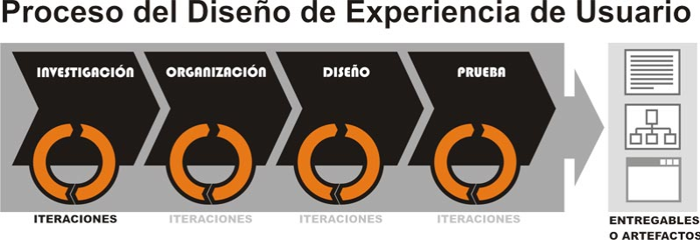 Proceso del Diseño de Experiencia de Usuario
INVESTIGACIÓN
ORGANIZACIÓN
DISEÑO
PRUEBA
ITERACIONES
ITERACIONES
ITERACIONES
ITERACIONES
ENTREGABLES
O ARTEFACTOS